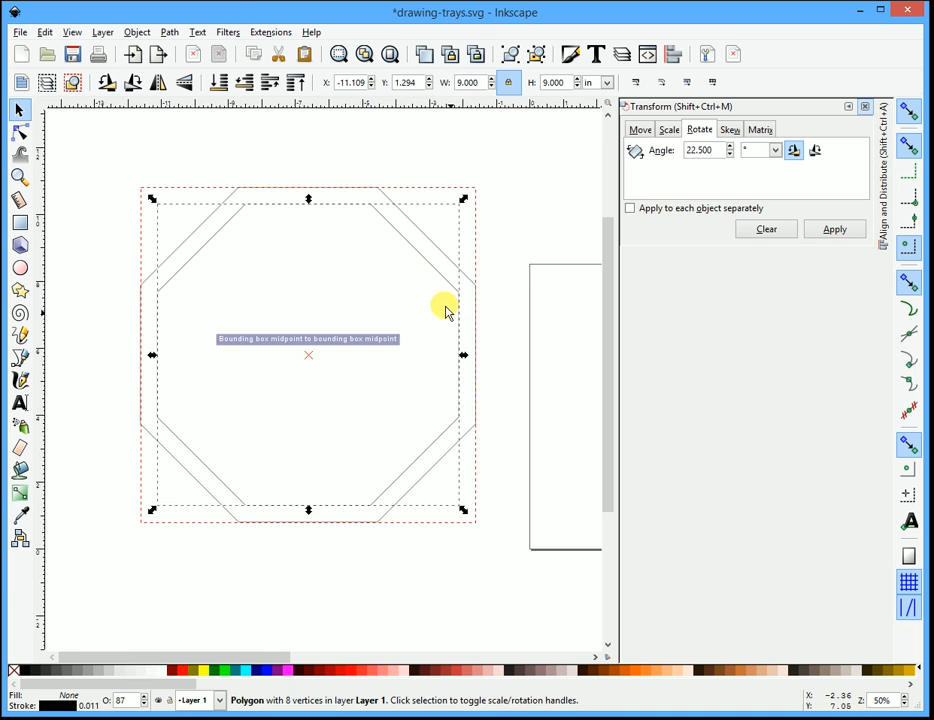 *drawing-trays.svg - Inkscape
File Edit View Layer Object Path Text Filters Extensions Help
X: -11.109 Y: 1.294 W: 9.000 H: 9.000 in
Transform (Shift+Ctrl+M)
Move Scale Rotate Skew Matrix
Angle: 22.500 °
Apply to each object separately
Clear Apply
Align and Distribute (Shift+Ctrl+A)
Bounding box midpoint to bounding box midpoint
Fill: None
Stroke: 0.011
O: 87
Layer 1
Polygon with 8 vertices in layer Layer 1. Click selection to toggle scale/rotation handles.
X: -2.36
Y: 7.05
Z: 50%